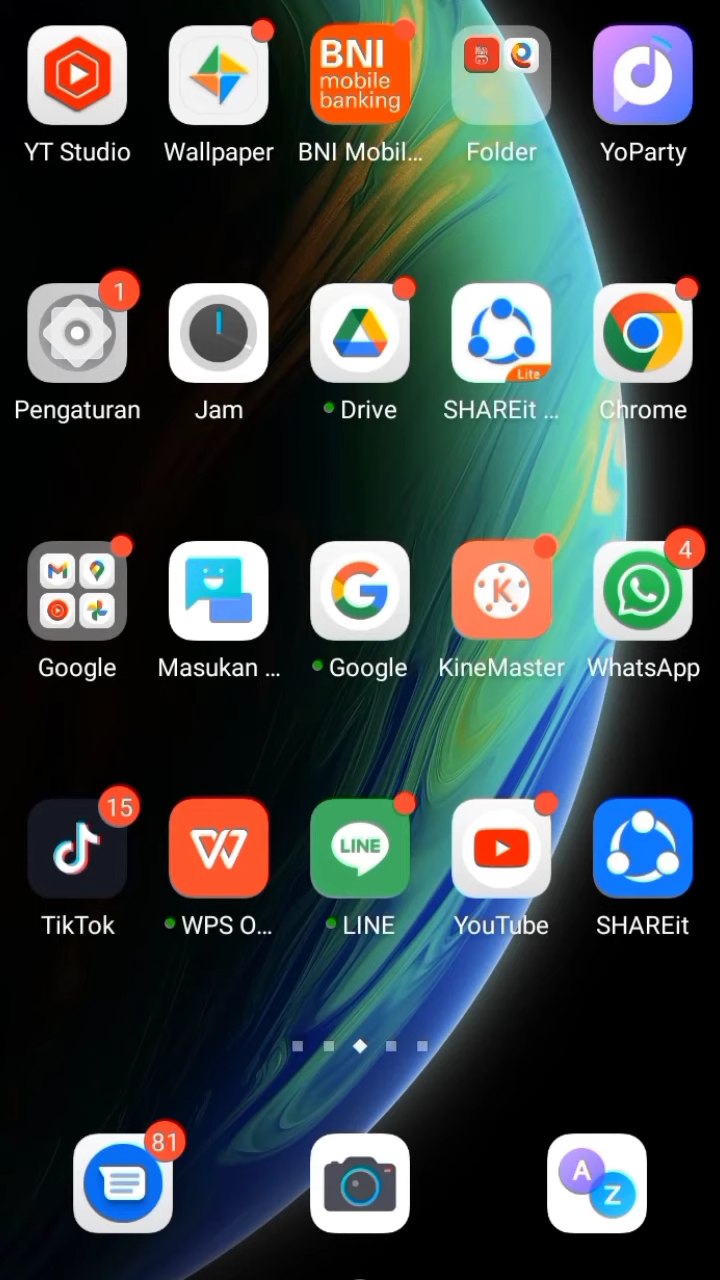 BNI
mobile
banking
YT Studio
Wallpaper
BNI Mobil...
Folder
YoParty
1
Pengaturan
Jam
Drive
Lite
SHAREit ...
Chrome
Google
Masukan ...
Google
K
KineMaster
4
WhatsApp
15
TikTok
W
WPS O...
LINE
LINE
YouTube
SHAREit
81
A
Z